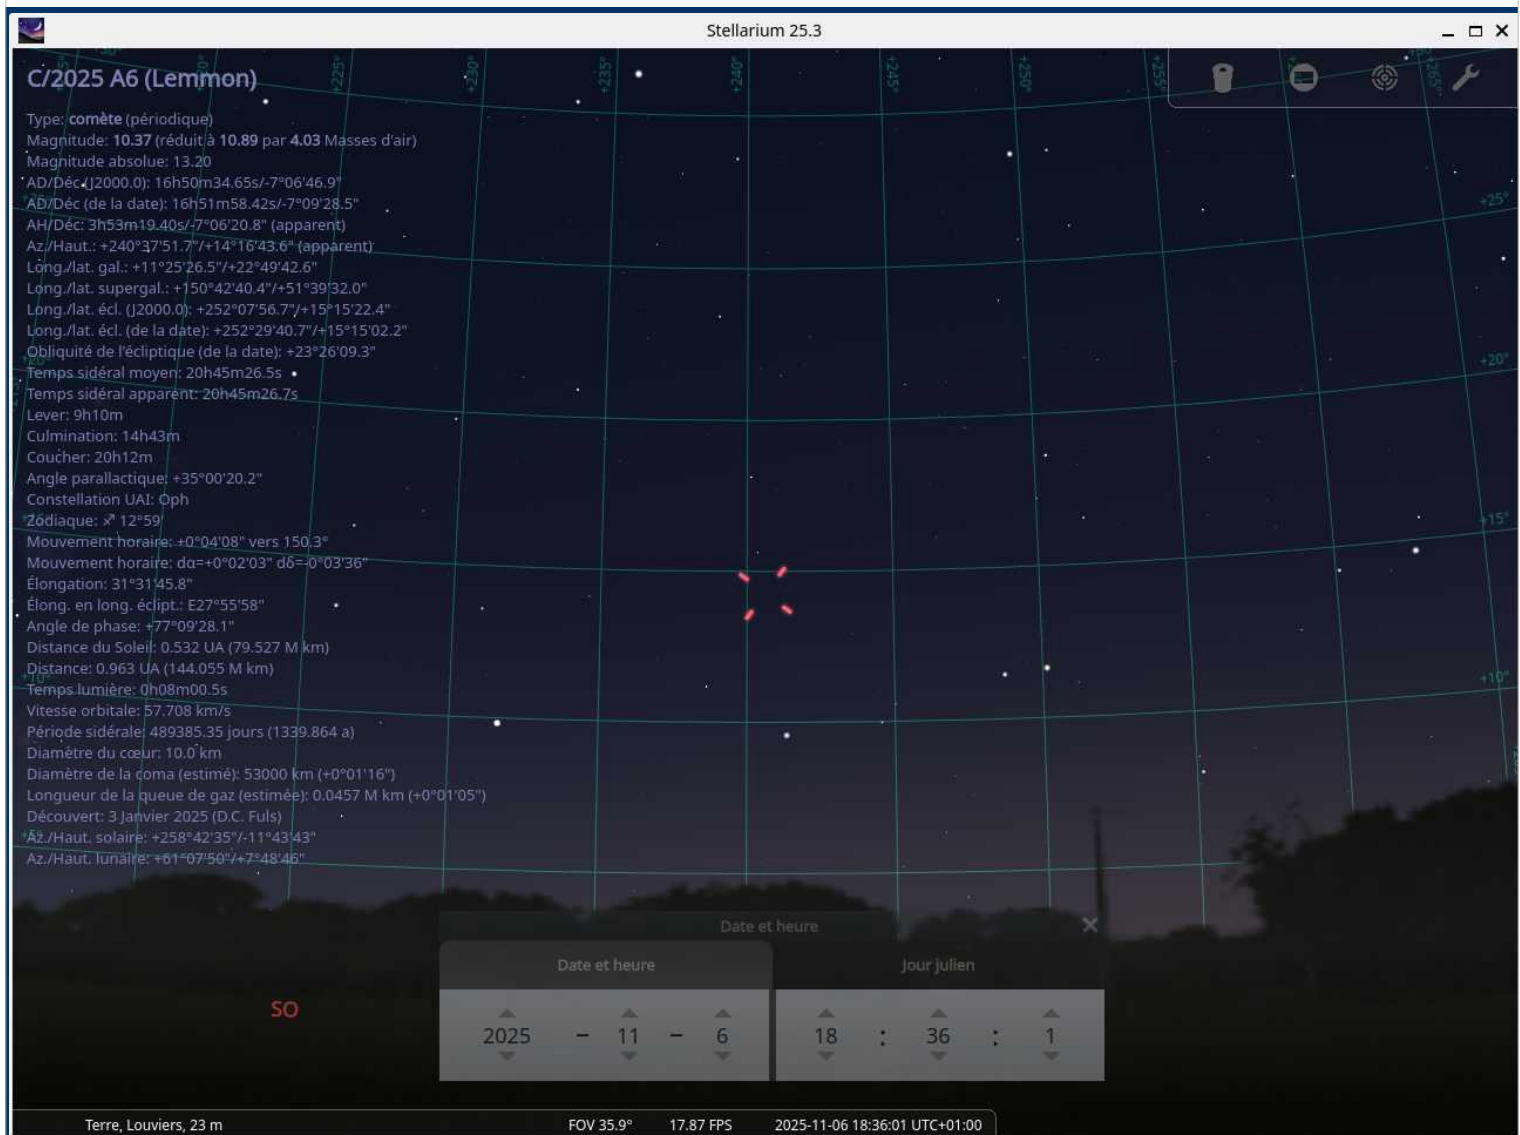 Stellarium 25.3
C/2025 A6 (Lemmon)
Type: comète (périodique)
Magnitude: 10.37 (réduit à 10.89 par 4.03 Masses d'air)
Magnitude absolue: 13.20
AD/Déc (J2000.0): 16h50m34.65s/-7°06'46.9"
AD/Déc (de la date): 16h51m58.42s/-7°09'28.5"
AH/Déc: 3h53m19.40s/-7°06'20.8" (apparent)
Az./Haut.: +240°37'51.7"/+14°16'43.6" (apparent)
Long./lat. gal.: +11°25'26.5"/+22°49'42.6"
Long./lat. supergal.: +150°42'40.4"/+51°39'32.0"
Long./lat. écl. (J2000.0): +252°07'56.7"/+15°15'22.4"
Long./lat. écl. (de la date): +252°29'40.7"/+15°15'02.2"
Obliquité de l'écliptique (de la date): +23°26'09.3"
Temps sidéral moyen: 20h45m26.5s
Temps sidéral apparent: 20h45m26.7s
Lever: 9h10m
Culmination: 14h43m
Coucher: 20h12m
Angle parallactique: +35°00'20.2"
Constellation UAI: Oph
Zodiaque: ♐ 12°59'
Mouvement horaire: +0°04'08" vers 150.3°
Mouvement horaire: dα=+0°02'03" dδ=-0°03'36"
Élongation: 31°31'45.8"
Élong. en long. éclipt.: E27°55'58"
Angle de phase: +77°09'28.1"
Distance du Soleil: 0.532 UA (79.527 M km)
Distance: 0.963 UA (144.055 M km)
Temps lumière: 0h08m00.5s
Vitesse orbitale: 57.708 km/s
Période sidérale: 489385.35 jours (1339.864 a)
Diamètre du cœur: 10.0 km
Diamètre de la coma (estimé): 53000 km (+0°01'16")
Longueur de la queue de gaz (estimée): 0.0457 M km (+0°01'05")
Découvert: 3 Janvier 2025 (D.C. Fuls)
Az./Haut. solaire: +258°42'35"/-11°43'43"
Az./Haut. lunaire: +61°07'50"/+7°48'46"
+225°
+230°
+235°
+240°
+245°
+250°
+255°
+265°
+25°
+20°
+15°
+10°
Date et heure
Date et heure Jour julien
2025 - 11 - 6 18 : 36 : 1
SO
Terre, Louviers, 23 m FOV 35.9° 17.87 FPS 2025-11-06 18:36:01 UTC+01:00